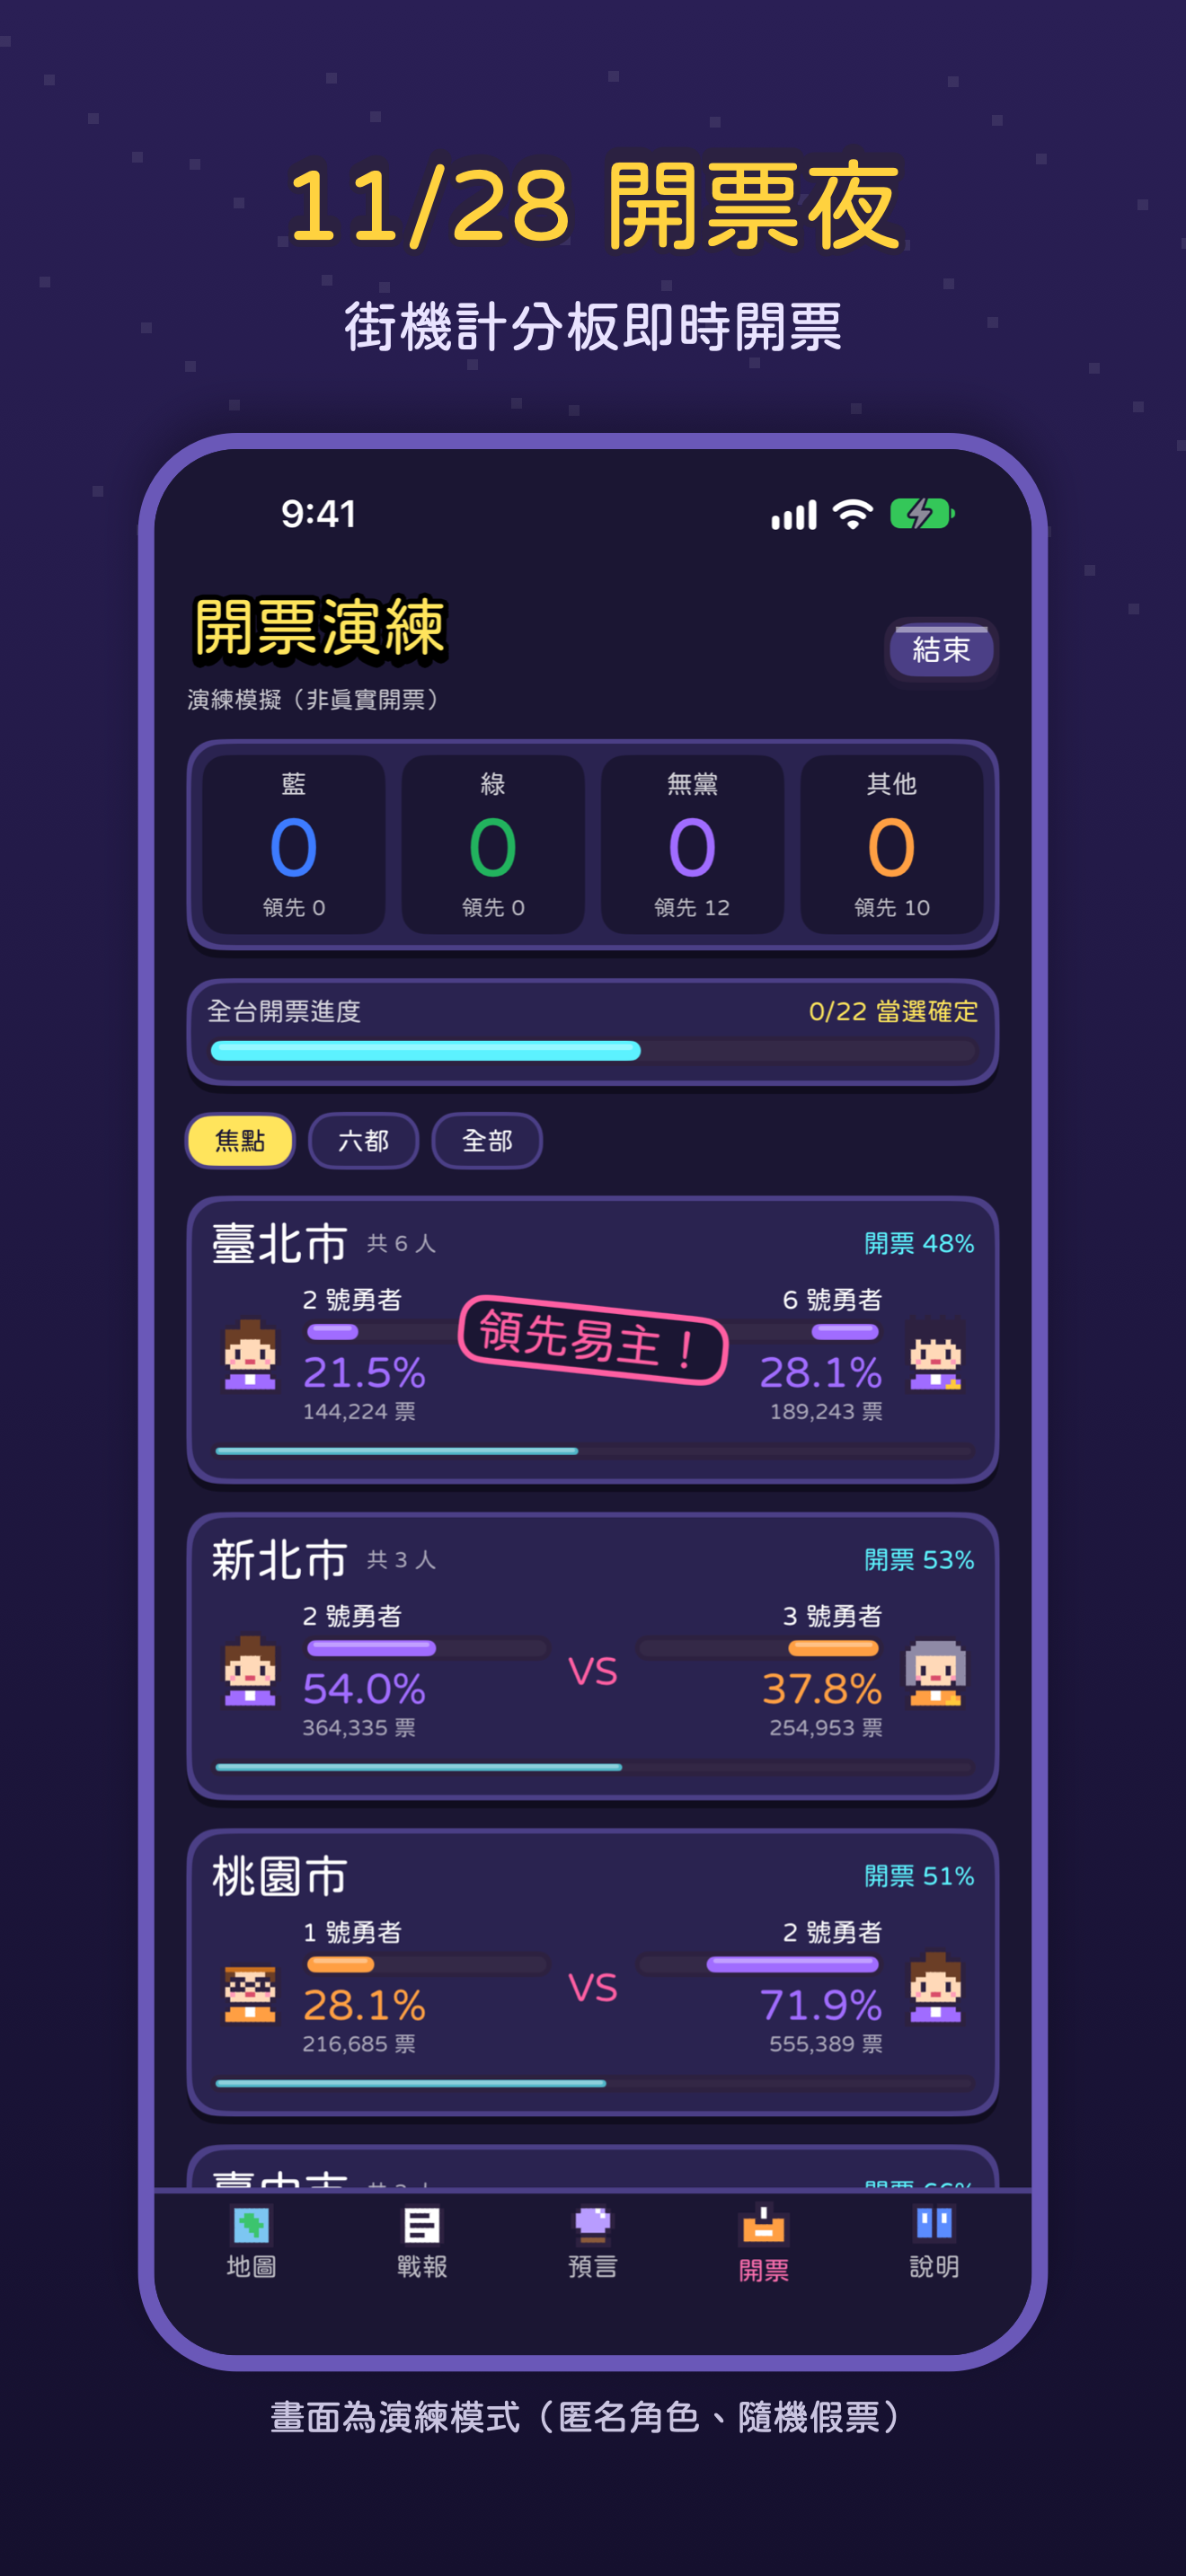 11/28 開票夜
街機計分板即時開票
9:41
開票演練
結束
演練模擬（非真實開票）
藍 綠 無黨 其他
0 0 0 0
領先 0 領先 0 領先 12 領先 10
全台開票進度 0/22 當選確定
焦點 六都 全部
臺北市 共 6 人 開票 48%
2 號勇者 6 號勇者
領先易主！
21.5% 28.1%
144,224 票 189,243 票
新北市 共 3 人 開票 53%
2 號勇者 3 號勇者
VS
54.0% 37.8%
364,335 票 254,953 票
桃園市 開票 51%
1 號勇者 2 號勇者
VS
28.1% 71.9%
216,685 票 555,389 票
地圖 戰報 預言 開票 說明
畫面為演練模式（匿名角色、隨機假票）